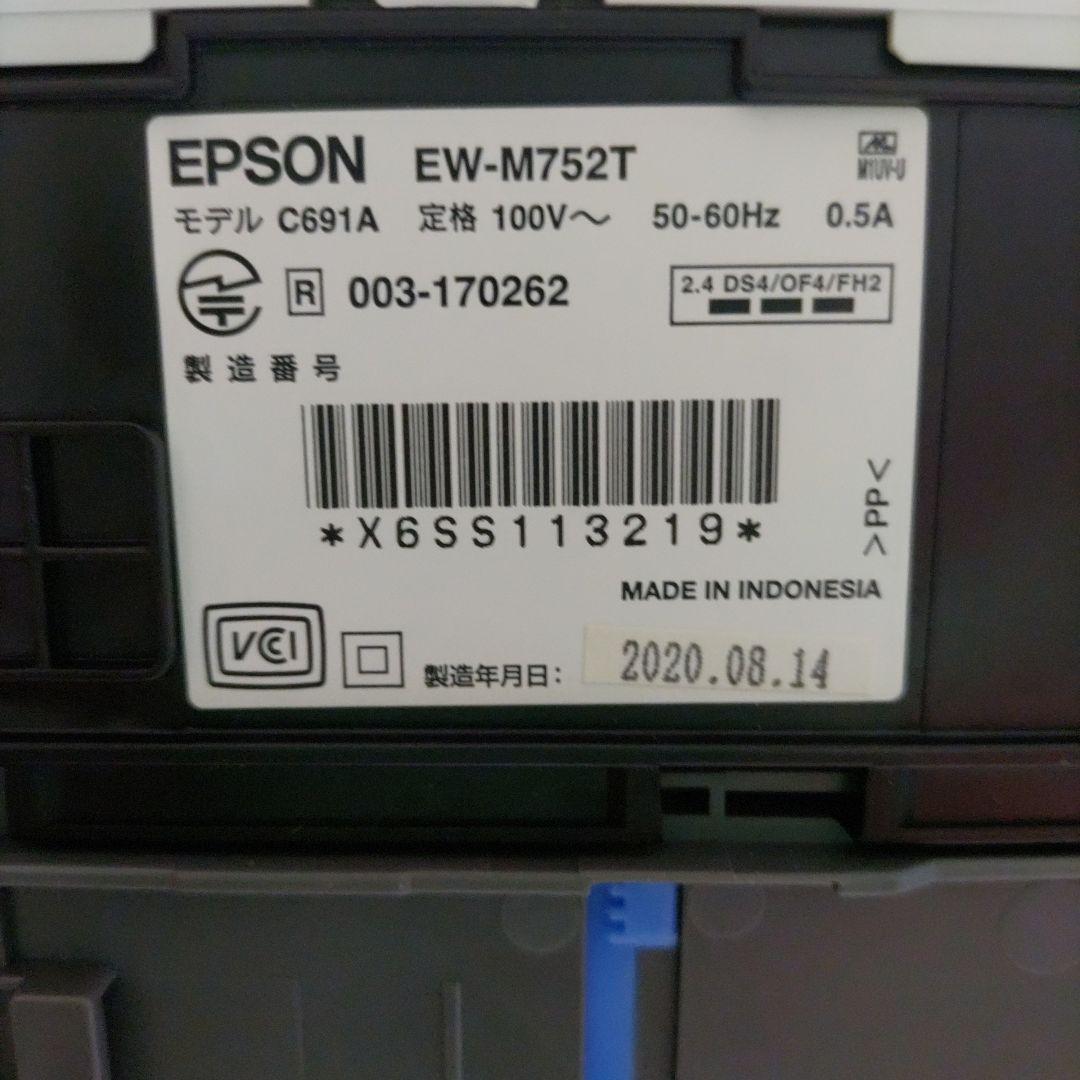 EPSON EW-M752T
M1UV-U
モデル C691A 定格 100V～ 50-60Hz 0.5A
R 003-170262
2.4 DS4/OF4/FH2
製造番号
*X6SS113219*
>PP<
MADE IN INDONESIA
VCCI
製造年月日: 2020.08.14